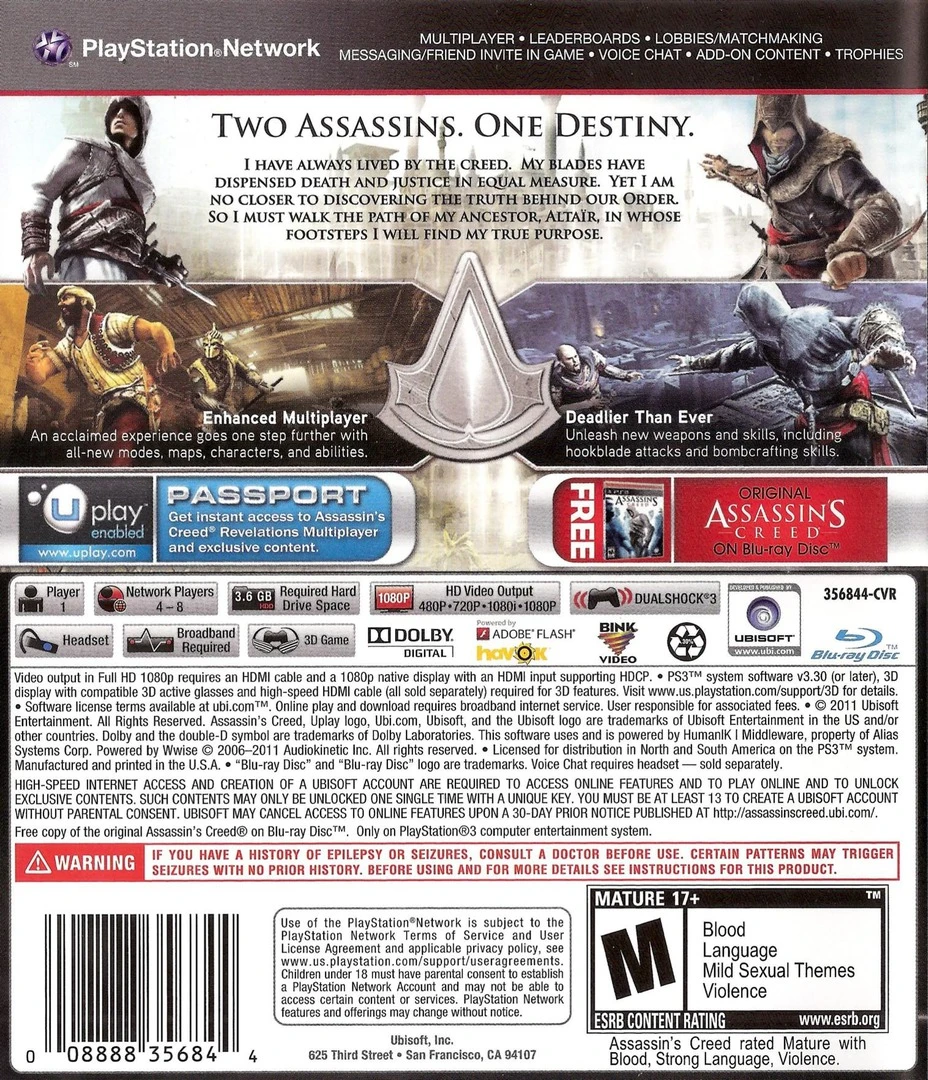 PlayStation®Network
SM
MULTIPLAYER • LEADERBOARDS • LOBBIES/MATCHMAKING
MESSAGING/FRIEND INVITE IN GAME • VOICE CHAT • ADD-ON CONTENT • TROPHIES
TWO ASSASSINS. ONE DESTINY.
I HAVE ALWAYS LIVED BY THE CREED. MY BLADES HAVE
DISPENSED DEATH AND JUSTICE IN EQUAL MEASURE. YET I AM
NO CLOSER TO DISCOVERING THE TRUTH BEHIND OUR ORDER.
SO I MUST WALK THE PATH OF MY ANCESTOR, ALTAÏR, IN WHOSE
FOOTSTEPS I WILL FIND MY TRUE PURPOSE.
Enhanced Multiplayer
An acclaimed experience goes one step further with
all-new modes, maps, characters, and abilities.
Deadlier Than Ever
Unleash new weapons and skills, including
hookblade attacks and bombcrafting skills.
U play™
enabled
www.uplay.com
PASSPORT
Get instant access to Assassin's
Creed® Revelations Multiplayer
and exclusive content.
FREE
ASSASSIN'S
ORIGINAL
ASSASSIN'S
CREED
ON Blu-ray Disc™
Player
1
Network Players
4 – 8
3.6 GB
HDD
Required Hard
Drive Space
1080P
HD Video Output
480P•720P•1080i•1080P
DUALSHOCK®3
DEVELOPED & PUBLISHED BY
UBISOFT
www.ubi.com
356844-CVR
Headset
Broadband
Required
3D Game
DOLBY
DIGITAL
Powered by
ADOBE® FLASH®
havok
BINK
VIDEO
Blu-ray Disc
Video output in Full HD 1080p requires an HDMI cable and a 1080p native display with an HDMI input supporting HDCP. • PS3™ system software v3.30 (or later), 3D
display with compatible 3D active glasses and high-speed HDMI cable (all sold separately) required for 3D features. Visit www.us.playstation.com/support/3D for details.
• Software license terms available at ubi.com™. Online play and download requires broadband internet service. User responsible for associated fees. • © 2011 Ubisoft
Entertainment. All Rights Reserved. Assassin's Creed, Uplay logo, Ubi.com, Ubisoft, and the Ubisoft logo are trademarks of Ubisoft Entertainment in the US and/or
other countries. Dolby and the double-D symbol are trademarks of Dolby Laboratories. This software uses and is powered by HumanIK | Middleware, property of Alias
Systems Corp. Powered by Wwise © 2006–2011 Audiokinetic Inc. All rights reserved. • Licensed for distribution in North and South America on the PS3™ system.
Manufactured and printed in the U.S.A. • "Blu-ray Disc" and "Blu-ray Disc" logo are trademarks. Voice Chat requires headset — sold separately.
HIGH-SPEED INTERNET ACCESS AND CREATION OF A UBISOFT ACCOUNT ARE REQUIRED TO ACCESS ONLINE FEATURES AND TO PLAY ONLINE AND TO UNLOCK
EXCLUSIVE CONTENTS. SUCH CONTENTS MAY ONLY BE UNLOCKED ONE SINGLE TIME WITH A UNIQUE KEY. YOU MUST BE AT LEAST 13 TO CREATE A UBISOFT ACCOUNT
WITHOUT PARENTAL CONSENT. UBISOFT MAY CANCEL ACCESS TO ONLINE FEATURES UPON A 30-DAY PRIOR NOTICE PUBLISHED AT http://assassinscreed.ubi.com/.
Free copy of the original Assassin's Creed® on Blu-ray Disc™. Only on PlayStation®3 computer entertainment system.
WARNING
IF YOU HAVE A HISTORY OF EPILEPSY OR SEIZURES, CONSULT A DOCTOR BEFORE USE. CERTAIN PATTERNS MAY TRIGGER
SEIZURES WITH NO PRIOR HISTORY. BEFORE USING AND FOR MORE DETAILS SEE INSTRUCTIONS FOR THIS PRODUCT.
0 08888 35684 4
Use of the PlayStation®Network is subject to the
PlayStation Network Terms of Service and User
License Agreement and applicable privacy policy, see
www.us.playstation.com/support/useragreements.
Children under 18 must have parental consent to establish
a PlayStation Network Account and may not be able to
access certain content or services. PlayStation Network
features and offerings may change without notice.
Ubisoft, Inc.
625 Third Street • San Francisco, CA 94107
MATURE 17+
TM
M
Blood
Language
Mild Sexual Themes
Violence
ESRB CONTENT RATING
www.esrb.org
Assassin's Creed rated Mature with
Blood, Strong Language, Violence.